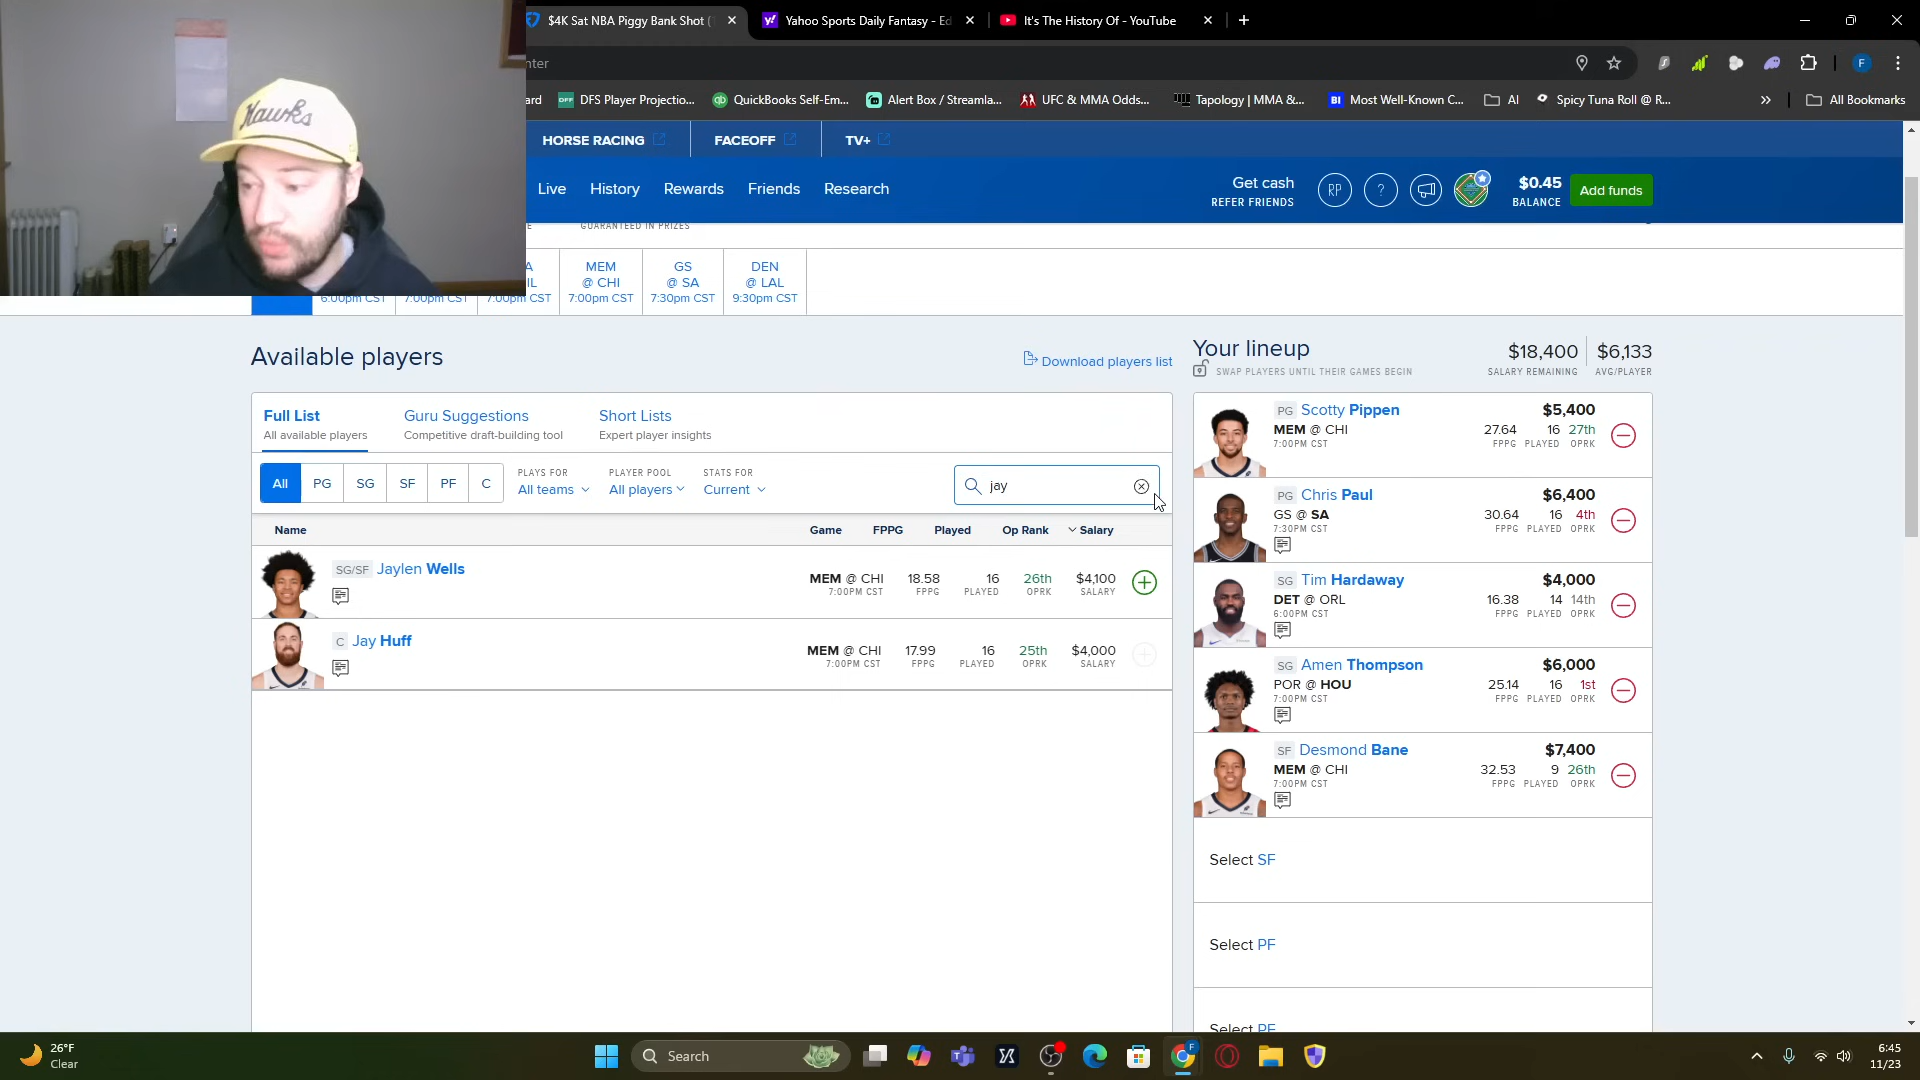 $4K Sat NBA Piggy Bank Shot (
Yahoo Sports Daily Fantasy - Ed
It's The History Of - YouTube
nter
F
ard
DFF DFS Player Projectio...
qb QuickBooks Self-Em...
Alert Box / Streamla...
UFC & MMA Odds...
Tapology | MMA &...
BI Most Well-Known C...
AI
Spicy Tuna Roll @ R...
»
All Bookmarks
Hawks
HORSE RACING
FACEOFF
TV+
Live
History
Rewards
Friends
Research
Get cash
REFER FRIENDS
RP
?
$0.45
BALANCE
Add funds
GUARANTEED IN PRIZES
6:00pm CST
7:00pm CST
7:00pm CST
MEM
@ CHI
7:00pm CST
GS
@ SA
7:30pm CST
DEN
@ LAL
9:30pm CST
Available players
Download players list
Full List
All available players
Guru Suggestions
Competitive draft-building tool
Short Lists
Expert player insights
All
PG
SG
SF
PF
C
PLAYS FOR
All teams
PLAYER POOL
All players
STATS FOR
Current
jay
Name
Game
FPPG
Played
Op Rank
Salary
SG/SF Jaylen Wells
MEM @ CHI
7:00PM CST
18.58
FPPG
16
PLAYED
26th
OPRK
$4,100
SALARY
C Jay Huff
MEM @ CHI
7:00PM CST
17.99
FPPG
16
PLAYED
25th
OPRK
$4,000
SALARY
Your lineup
SWAP PLAYERS UNTIL THEIR GAMES BEGIN
$18,400
SALARY REMAINING
$6,133
AVG/PLAYER
PG Scotty Pippen
$5,400
MEM @ CHI
7:00PM CST
27.64 16 27th
FPPG PLAYED OPRK
PG Chris Paul
$6,400
GS @ SA
7:30PM CST
30.64 16 4th
FPPG PLAYED OPRK
SG Tim Hardaway
$4,000
DET @ ORL
6:00PM CST
16.38 14 14th
FPPG PLAYED OPRK
SG Amen Thompson
$6,000
POR @ HOU
7:00PM CST
25.14 16 1st
FPPG PLAYED OPRK
SF Desmond Bane
$7,400
MEM @ CHI
7:00PM CST
32.53 9 26th
FPPG PLAYED OPRK
Select SF
Select PF
Select PF
26°F
Clear
Search
6:45
11/23